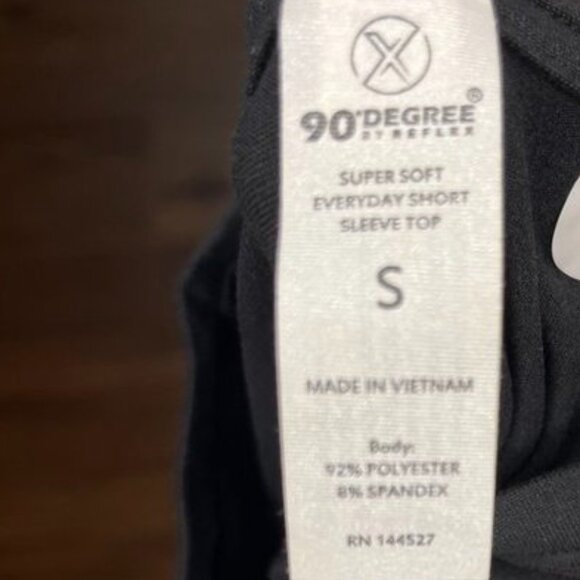 X
90°DEGREE®
BY REFLEX
SUPER SOFT
EVERYDAY SHORT
SLEEVE TOP
S
MADE IN VIETNAM
Body:
92% POLYESTER
8% SPANDEX
RN 144527